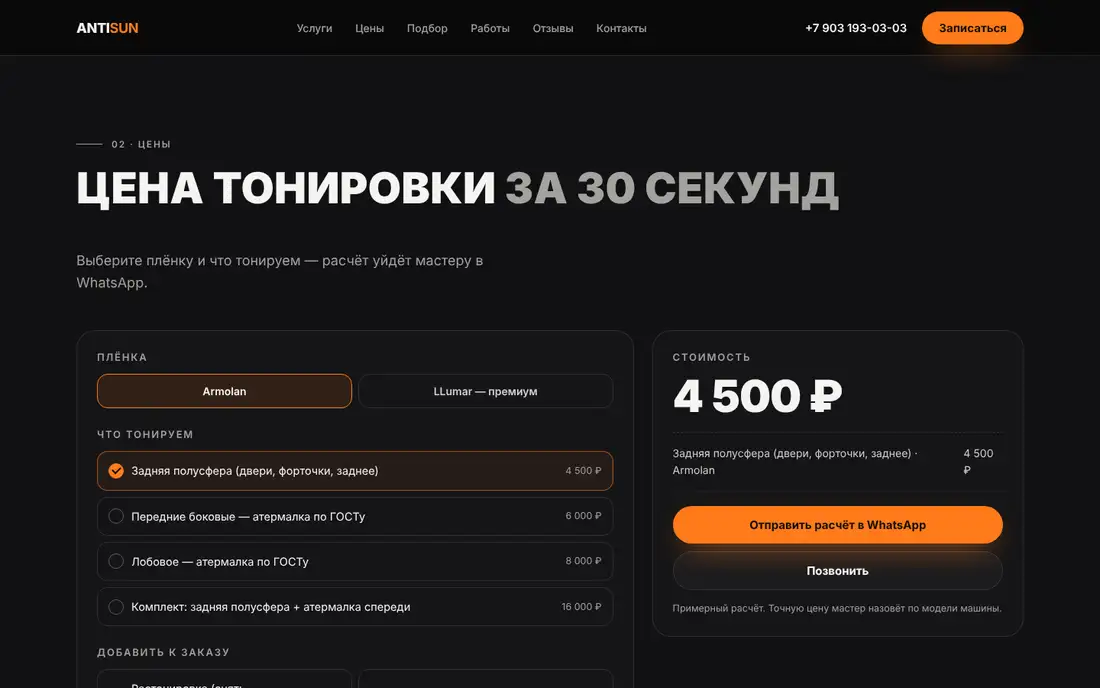 ANTISUN
Услуги
Цены
Подбор
Работы
Отзывы
Контакты
+7 903 193-03-03
Записаться
02 · ЦЕНЫ
ЦЕНА ТОНИРОВКИ ЗА 30 СЕКУНД
Выберите плёнку и что тонируем — расчёт уйдёт мастеру в
WhatsApp.
ПЛЁНКА
Armolan
LLumar — премиум
ЧТО ТОНИРУЕМ
Задняя полусфера (двери, форточки, заднее)
4 500 ₽
Передние боковые — атермалка по ГОСТу
6 000 ₽
Лобовое — атермалка по ГОСТу
8 000 ₽
Комплект: задняя полусфера + атермалка спереди
16 000 ₽
ДОБАВИТЬ К ЗАКАЗУ
СТОИМОСТЬ
4 500 ₽
Задняя полусфера (двери, форточки, заднее) ·
Armolan
4 500
₽
Отправить расчёт в WhatsApp
Позвонить
Примерный расчёт. Точную цену мастер назовёт по модели машины.